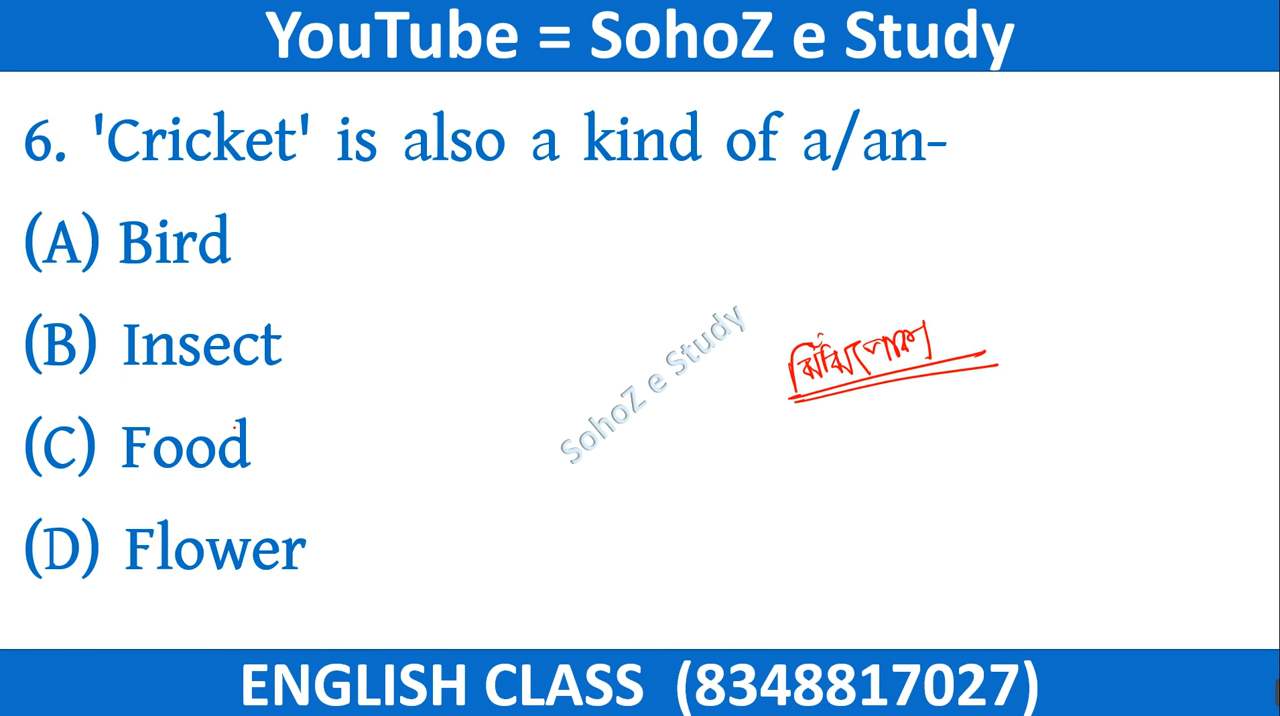 YouTube = SohoZ e Study
6. 'Cricket' is also a kind of a/an-
(A) Bird
(B) Insect
(C) Food
(D) Flower
SohoZ e Study
ঝিঁঝিঁপোকা
ENGLISH CLASS (8348817027)